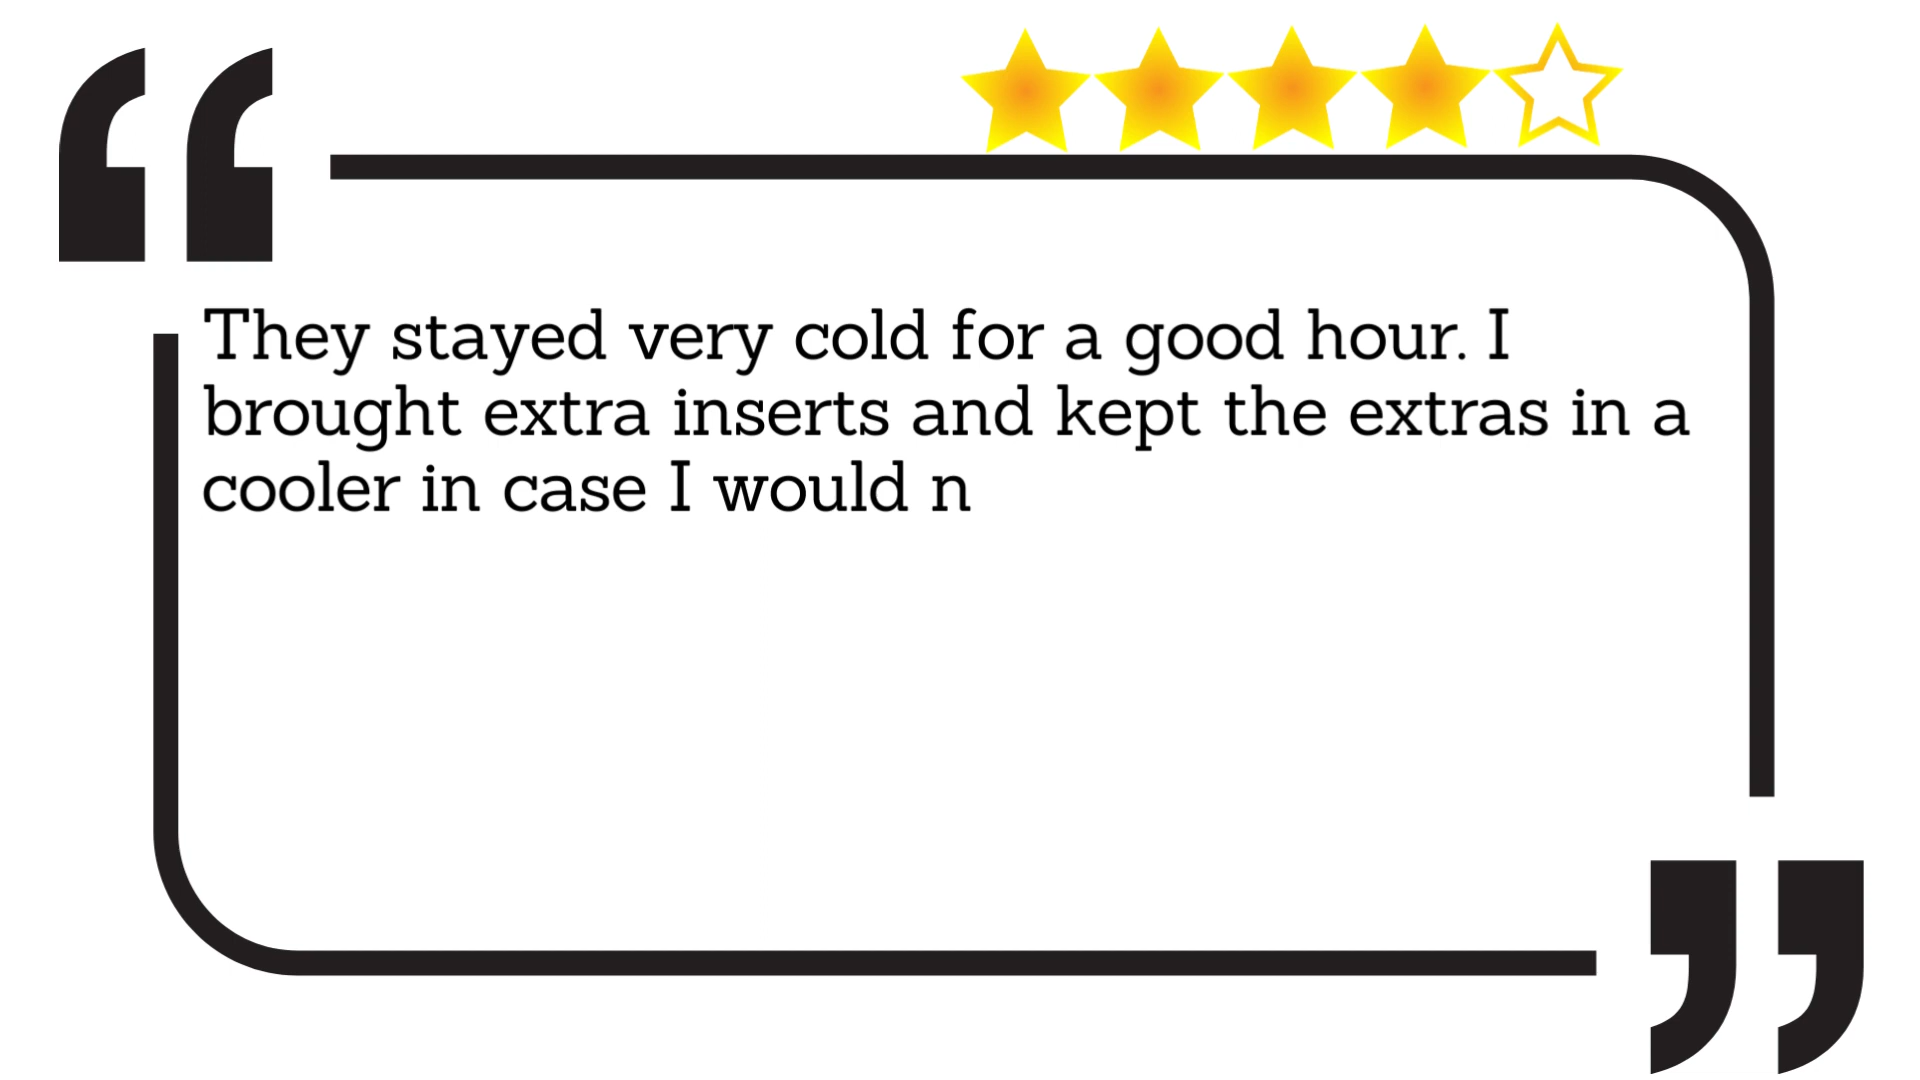 They stayed very cold for a good hour. I
brought extra inserts and kept the extras in a
cooler in case I would n